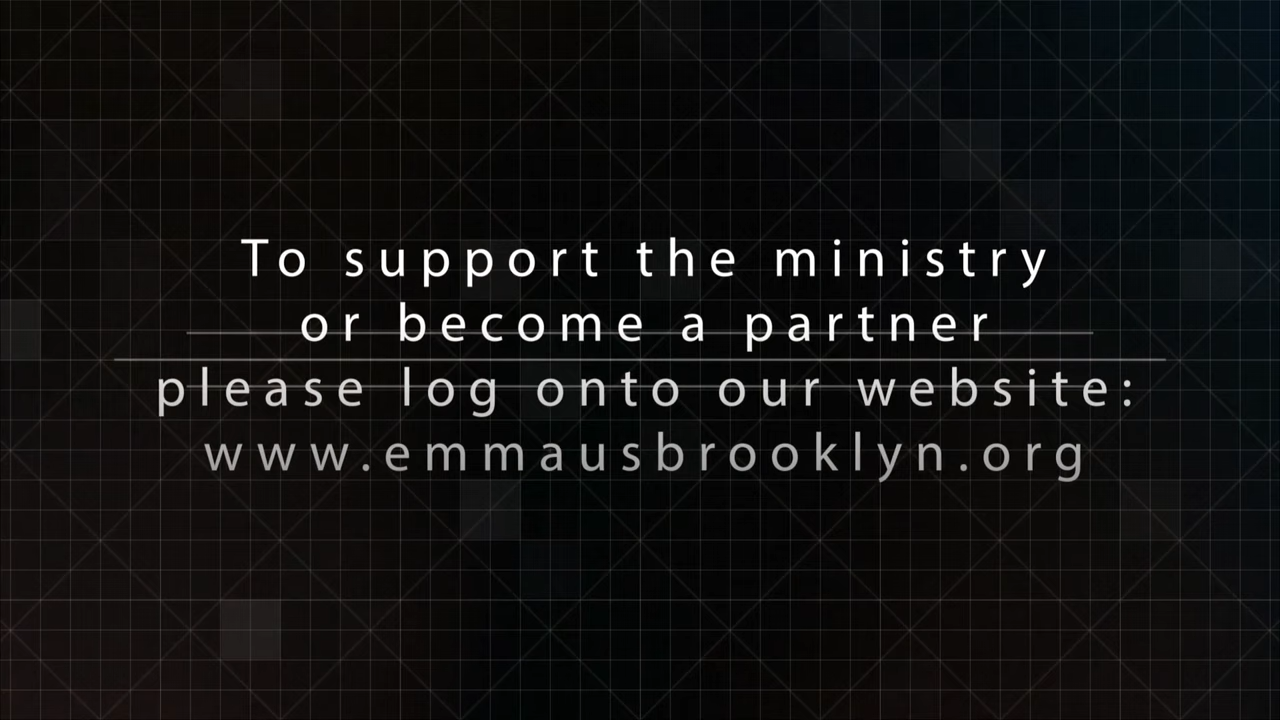 To support the ministry
or become a partner
please log onto our website:
www.emmausbrooklyn.org